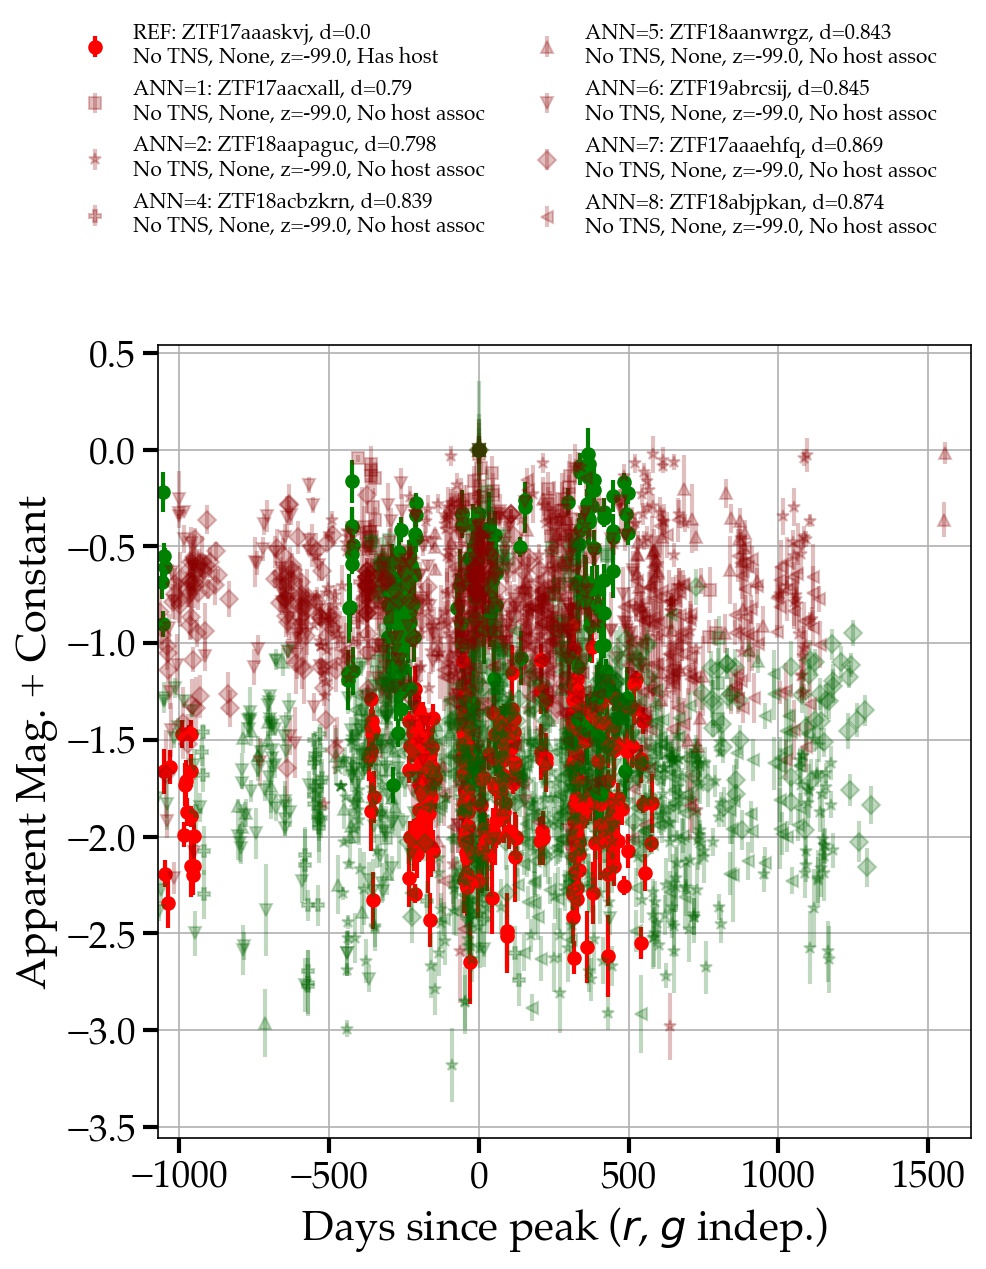 REF: ZTF17aaaskvj, d=0.0
No TNS, None, z=-99.0, Has host
ANN=1: ZTF17aacxall, d=0.79
No TNS, None, z=-99.0, No host assoc
ANN=2: ZTF18aapaguc, d=0.798
No TNS, None, z=-99.0, No host assoc
ANN=4: ZTF18acbzkrn, d=0.839
No TNS, None, z=-99.0, No host assoc
ANN=5: ZTF18aanwrgz, d=0.843
No TNS, None, z=-99.0, No host assoc
ANN=6: ZTF19abrcsij, d=0.845
No TNS, None, z=-99.0, No host assoc
ANN=7: ZTF17aaaehfq, d=0.869
No TNS, None, z=-99.0, No host assoc
ANN=8: ZTF18abjpkan, d=0.874
No TNS, None, z=-99.0, No host assoc
Apparent Mag. + Constant
0.5
0.0
−0.5
−1.0
−1.5
−2.0
−2.5
−3.0
−3.5
−1000 −500 0 500 1000 1500
Days since peak (r, g indep.)